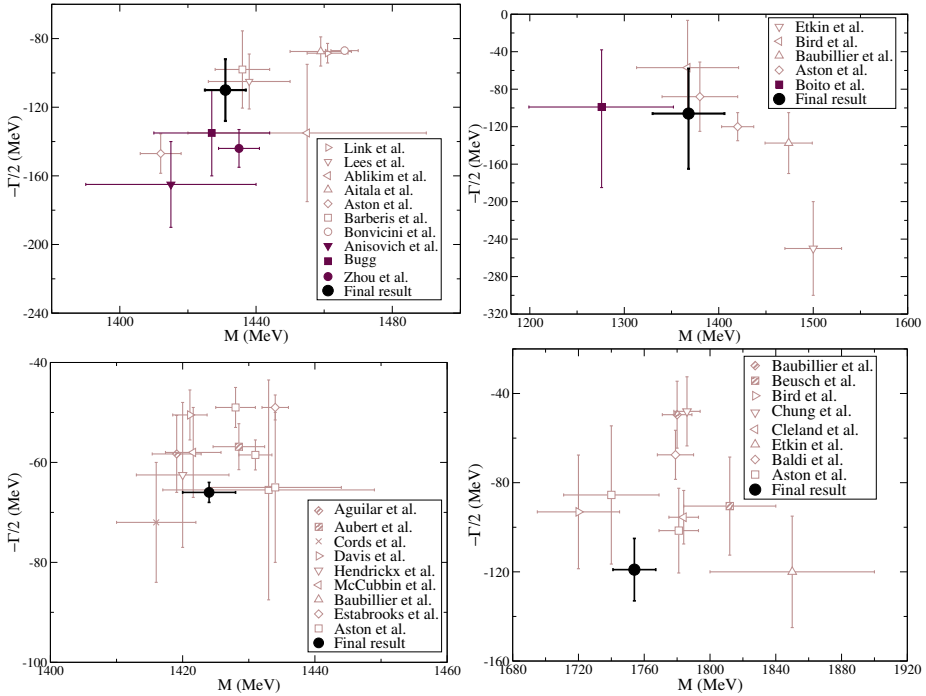 -40
-80
-120
-160
-200
-240
−Γ/2 (MeV)
1400
1440
1480
M (MeV)
Link et al.
Lees et al.
Ablikim et al.
Aitala et al.
Aston et al.
Barberis et al.
Bonvicini et al.
Anisovich et al.
Bugg
Zhou et al.
Final result
0
-40
-80
-120
-160
-200
-240
-280
-320
−Γ/2 (MeV)
1200
1300
1400
1500
1600
M (MeV)
Etkin et al.
Bird et al.
Baubillier et al.
Aston et al.
Boito et al.
Final result
-40
-60
-80
-100
−Γ/2 (MeV)
1400
1420
1440
1460
M (MeV)
Aguilar et al.
Aubert et al.
Cords et al.
Davis et al.
Hendrickx et al.
McCubbin et al.
Baubillier et al.
Estabrooks et al.
Aston et al.
Final result
0
-40
-80
-120
-160
−Γ/2 (MeV)
1680
1720
1760
1800
1840
1880
1920
M (MeV)
Baubillier et al.
Beusch et al.
Bird et al.
Chung et al.
Cleland et al.
Etkin et al.
Baldi et al.
Aston et al.
Final result